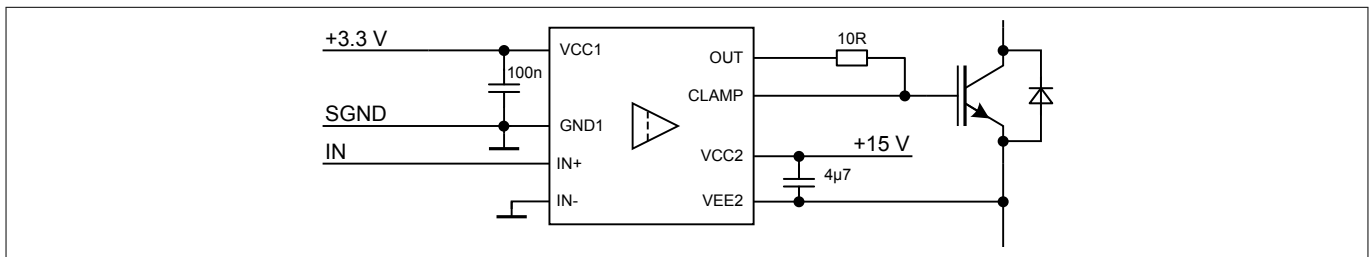 +3.3 V
VCC1
100n
SGND
GND1
IN
IN+
IN-
OUT
10R
CLAMP
VCC2
+15 V
4µ7
VEE2